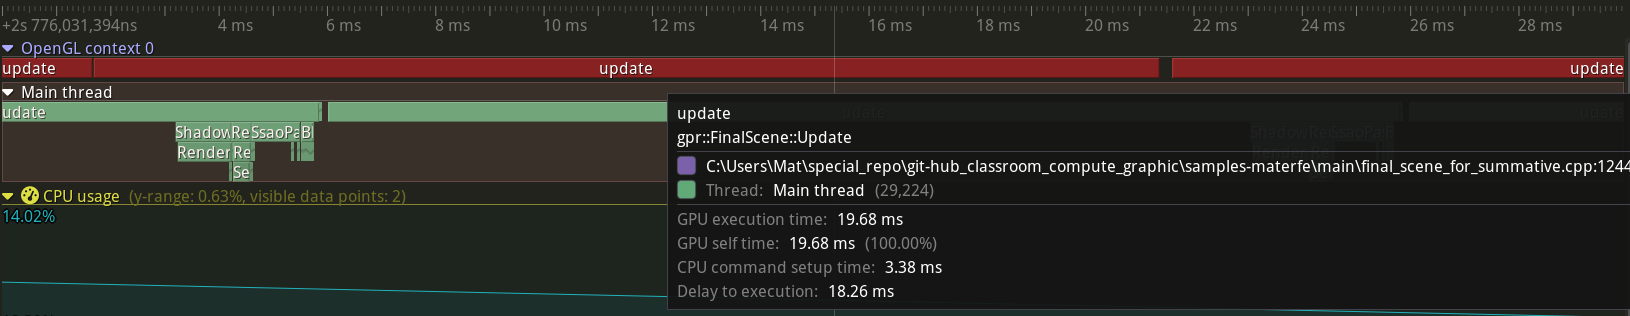 +2s 776,031,394ns 4 ms 6 ms 8 ms 10 ms 12 ms 14 ms 16 ms 18 ms 20 ms 22 ms 24 ms 26 ms 28 ms
OpenGL context 0
update update update
Main thread
udate
Shadow Re SsaoPa B
Render Re
Se
CPU usage (y-range: 0.63%, visible data points: 2)
14.02%
update
gpr::FinalScene::Update
C:\Users\Mat\special_repo\git-hub_classroom_compute_graphic\samples-materfe\main\final_scene_for_summative.cpp:1244
Thread: Main thread (29,224)
GPU execution time: 19.68 ms
GPU self time: 19.68 ms (100.00%)
CPU command setup time: 3.38 ms
Delay to execution: 18.26 ms